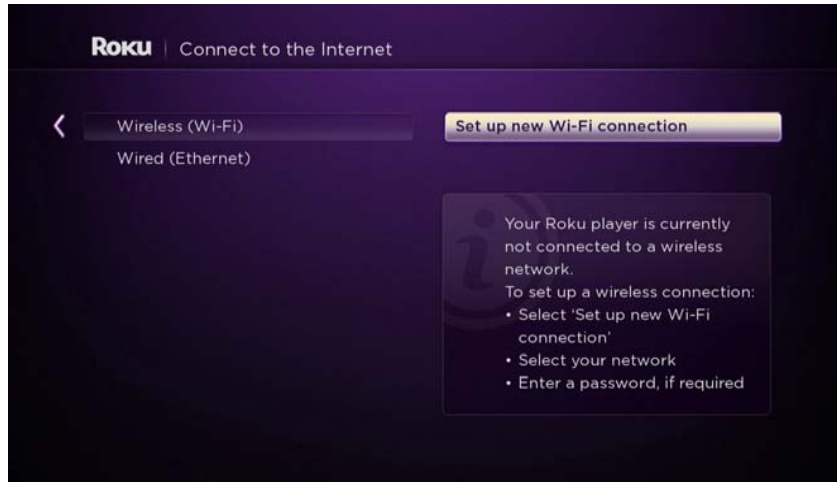 Roku Connect to the Internet
Wireless (Wi-Fi)
Wired (Ethernet)
Set up new Wi-Fi connection
Your Roku player is currently
not connected to a wireless
network.
To set up a wireless connection:
• Select ‘Set up new Wi-Fi
connection’
• Select your network
• Enter a password, if required